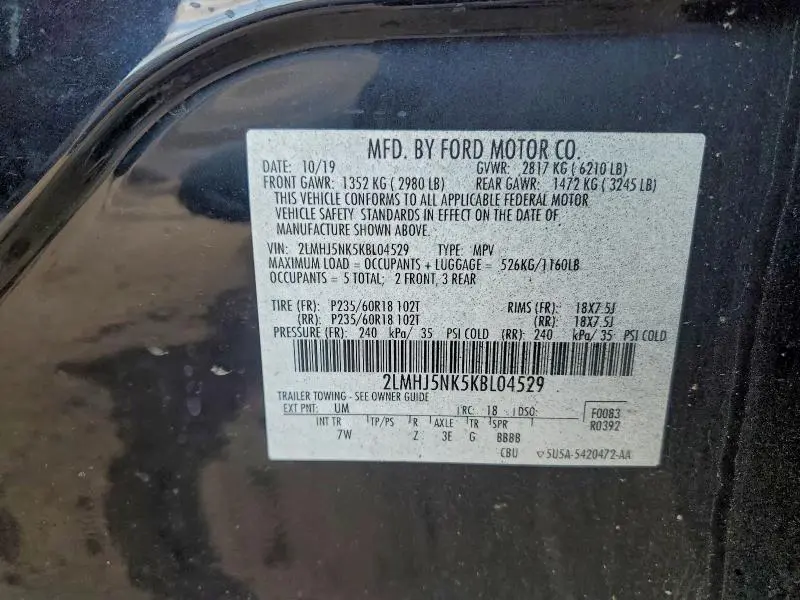 MFD. BY FORD MOTOR CO.
DATE: 10/19 GVWR: 2817 KG ( 6210 LB)
FRONT GAWR: 1352 KG ( 2980 LB) REAR GAWR: 1472 KG ( 3245 LB)
THIS VEHICLE CONFORMS TO ALL APPLICABLE FEDERAL MOTOR
VEHICLE SAFETY STANDARDS IN EFFECT ON THE DATE OF
MANUFACTURE SHOWN ABOVE.
VIN: 2LMHJ5NK5KBL04529 TYPE: MPV
MAXIMUM LOAD = OCCUPANTS + LUGGAGE = 526KG/1160LB
OCCUPANTS = 5 TOTAL; 2 FRONT, 3 REAR
TIRE (FR): P235/60R18 102T RIMS (FR): 18X7.5J
(RR): P235/60R18 102T (RR): 18X7.5J
PRESSURE (FR): 240 kPa/ 35 PSI COLD (RR): 240 kPa/ 35 PSI COLD
2LMHJ5NK5KBL04529
TRAILER TOWING - SEE OWNER GUIDE
EXT PNT: UM RC: 18 DSO: F0083
INT TR TP/PS R AXLE TR SPR R0392
7W Z 3E G BBBB
CBU 5U5A-5420472-AA